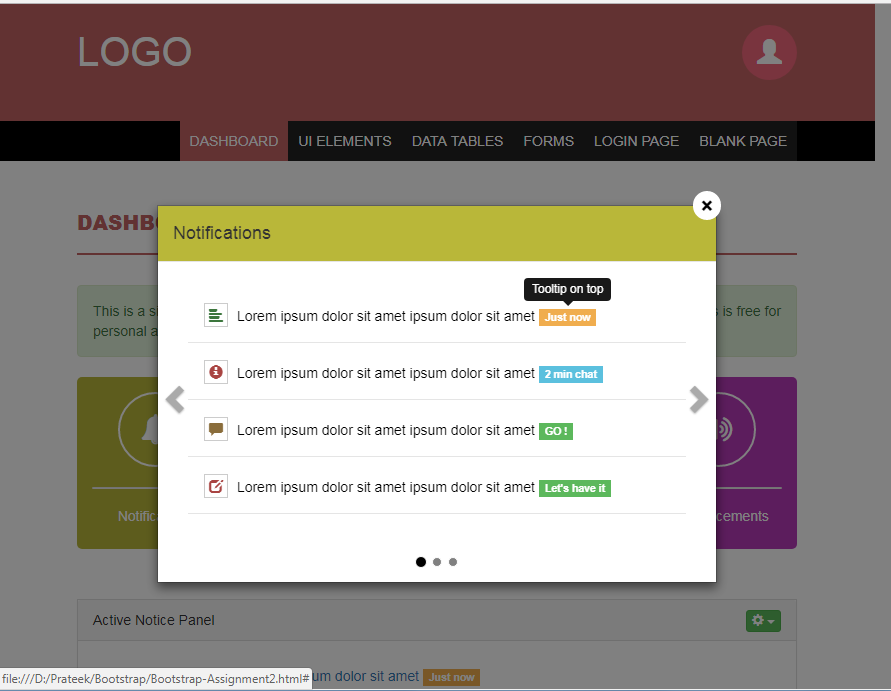 LOGO
DASHBOARD UI ELEMENTS DATA TABLES FORMS LOGIN PAGE BLANK PAGE
DASHB
Notifications
This is a si
is free for
personal a
Tooltip on top
Lorem ipsum dolor sit amet ipsum dolor sit amet Just now
Lorem ipsum dolor sit amet ipsum dolor sit amet 2 min chat
Lorem ipsum dolor sit amet ipsum dolor sit amet GO !
Lorem ipsum dolor sit amet ipsum dolor sit amet Let's have it
Notific
cements
Active Notice Panel
file:///D:/Prateek/Bootstrap/Bootstrap-Assignment2.html#
um dolor sit amet Just now